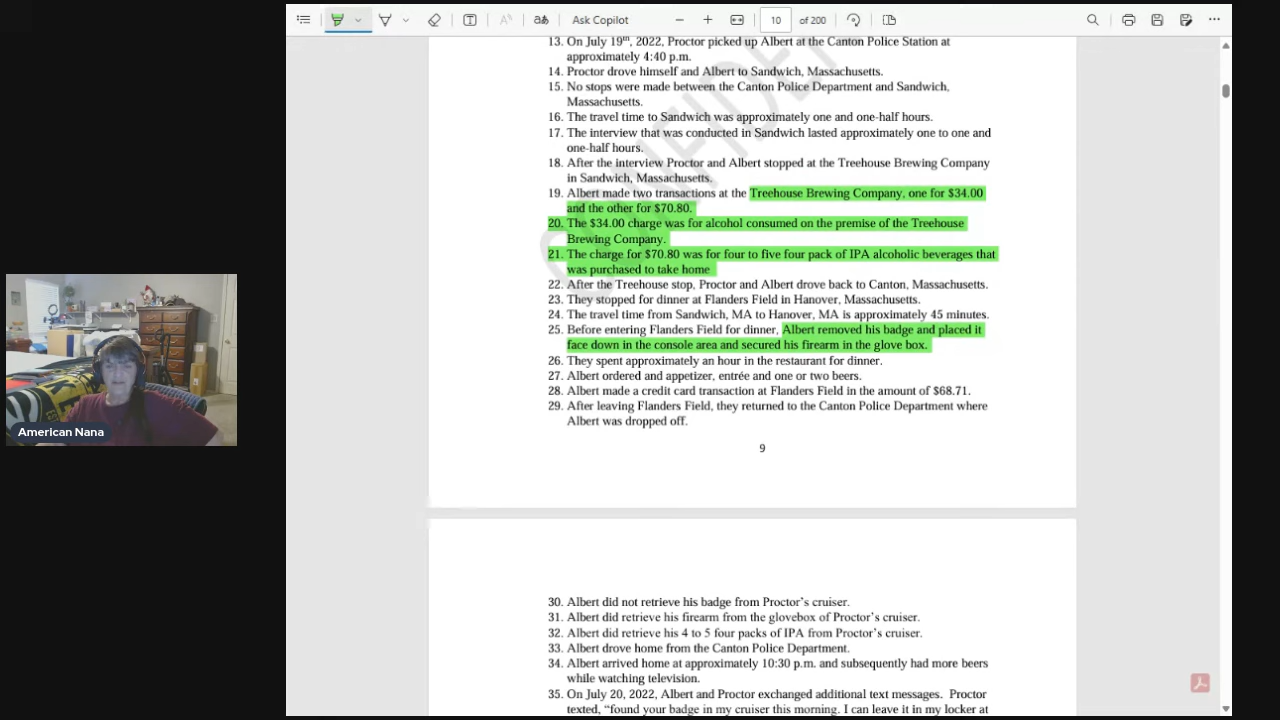 Ask Copilot
10 of 200
13. On July 19th, 2022, Proctor picked up Albert at the Canton Police Station at
approximately 4:40 p.m.
14. Proctor drove himself and Albert to Sandwich, Massachusetts.
15. No stops were made between the Canton Police Department and Sandwich,
Massachusetts.
16. The travel time to Sandwich was approximately one and one-half hours.
17. The interview that was conducted in Sandwich lasted approximately one to one and
one-half hours.
18. After the interview Proctor and Albert stopped at the Treehouse Brewing Company
in Sandwich, Massachusetts.
19. Albert made two transactions at the Treehouse Brewing Company, one for $34.00
and the other for $70.80.
20. The $34.00 charge was for alcohol consumed on the premise of the Treehouse
Brewing Company.
21. The charge for $70.80 was for four to five four pack of IPA alcoholic beverages that
was purchased to take home
22. After the Treehouse stop, Proctor and Albert drove back to Canton, Massachusetts.
23. They stopped for dinner at Flanders Field in Hanover, Massachusetts.
24. The travel time from Sandwich, MA to Hanover, MA is approximately 45 minutes.
25. Before entering Flanders Field for dinner, Albert removed his badge and placed it
face down in the console area and secured his firearm in the glove box.
26. They spent approximately an hour in the restaurant for dinner.
27. Albert ordered and appetizer, entrée and one or two beers.
28. Albert made a credit card transaction at Flanders Field in the amount of $68.71.
29. After leaving Flanders Field, they returned to the Canton Police Department where
Albert was dropped off.
9
30. Albert did not retrieve his badge from Proctor's cruiser.
31. Albert did retrieve his firearm from the glovebox of Proctor's cruiser.
32. Albert did retrieve his 4 to 5 four packs of IPA from Proctor's cruiser.
33. Albert drove home from the Canton Police Department.
34. Albert arrived home at approximately 10:30 p.m. and subsequently had more beers
while watching television.
35. On July 20, 2022, Albert and Proctor exchanged additional text messages. Proctor
texted, "found your badge in my cruiser this morning. I can leave it in my locker at
American Nana